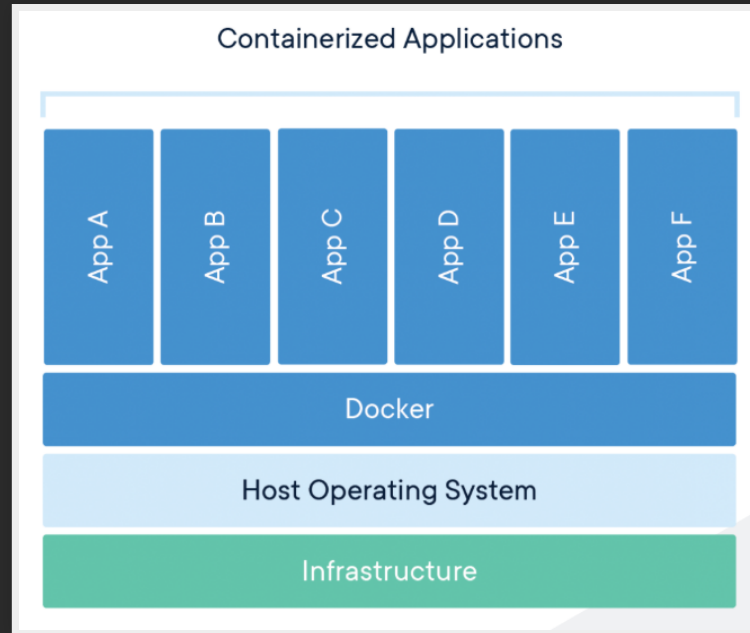 Containerized Applications
App A
App B
App C
App D
App E
App F
Docker
Host Operating System
Infrastructure